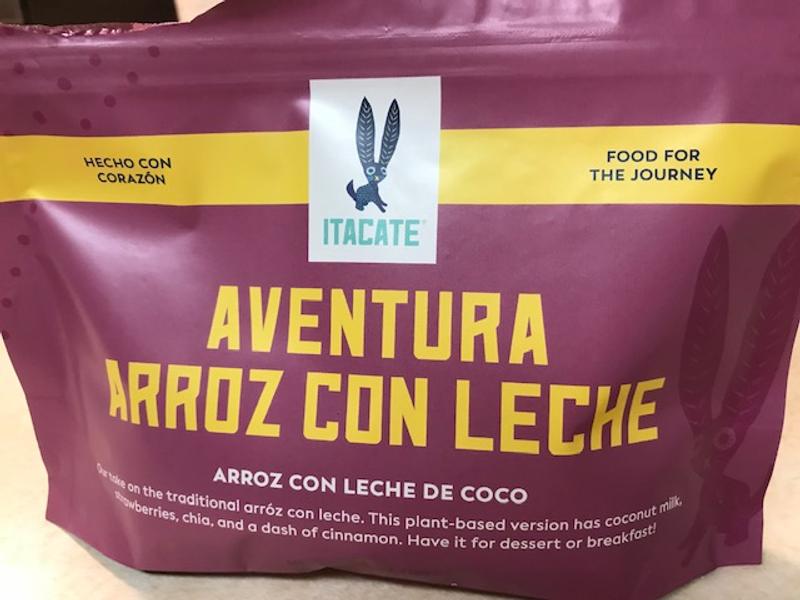 HECHO CON
CORAZÓN
ITACATE
FOOD FOR
THE JOURNEY
AVENTURA
ARROZ CON LECHE
ARROZ CON LECHE DE COCO
Our take on the traditional arróz con leche. This plant-based version has coconut milk,
strawberries, chia, and a dash of cinnamon. Have it for dessert or breakfast!